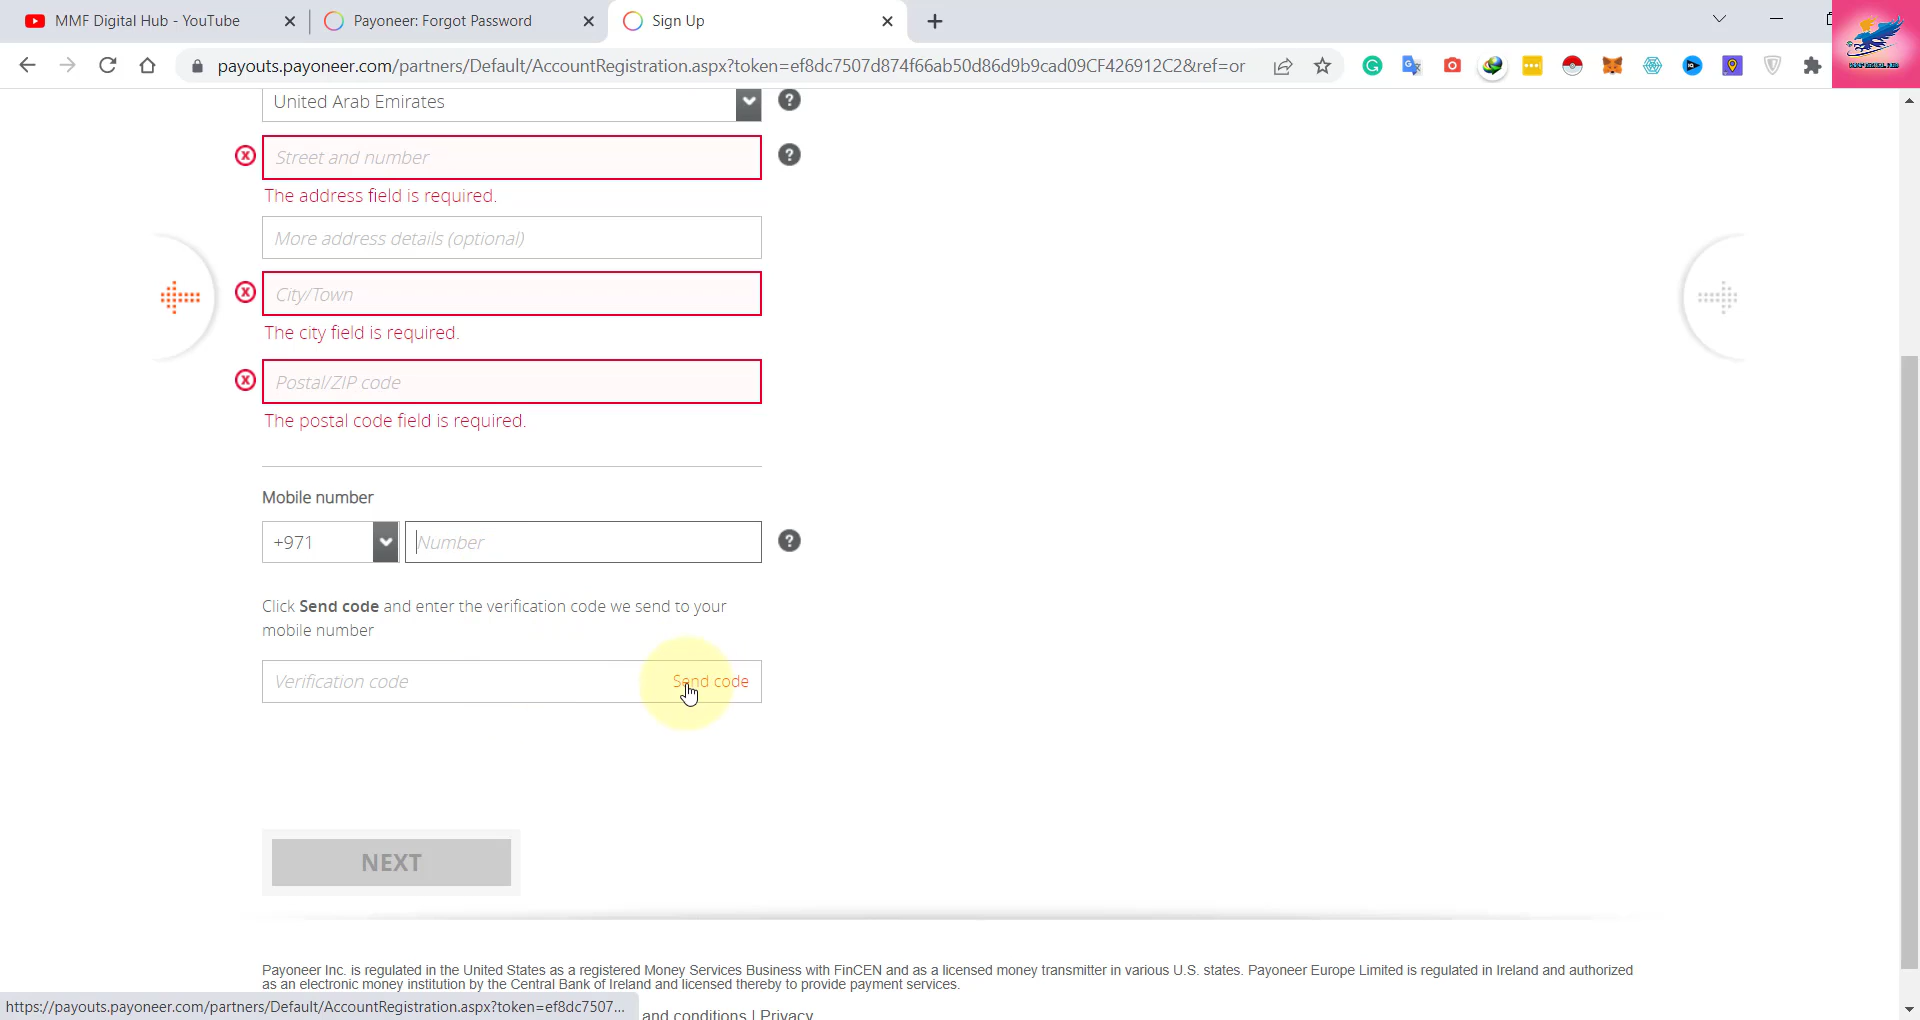 MMF Digital Hub - YouTube
Payoneer: Forgot Password
Sign Up
payouts.payoneer.com/partners/Default/AccountRegistration.aspx?token=ef8dc7507d874f66ab50d86d9b9cad09CF426912C2&ref=or
United Arab Emirates
?
Street and number
?
The address field is required.
More address details (optional)
City/Town
The city field is required.
Postal/ZIP code
The postal code field is required.
Mobile number
+971
Number
?
Click Send code and enter the verification code we send to your
mobile number
Verification code
Send code
NEXT
Payoneer Inc. is regulated in the United States as a registered Money Services Business with FinCEN and as a licensed money transmitter in various U.S. states. Payoneer Europe Limited is regulated in Ireland and authorized
as an electronic money institution by the Central Bank of Ireland and licensed thereby to provide payment services.
https://payouts.payoneer.com/partners/Default/AccountRegistration.aspx?token=ef8dc7507...
and conditions | Privacy